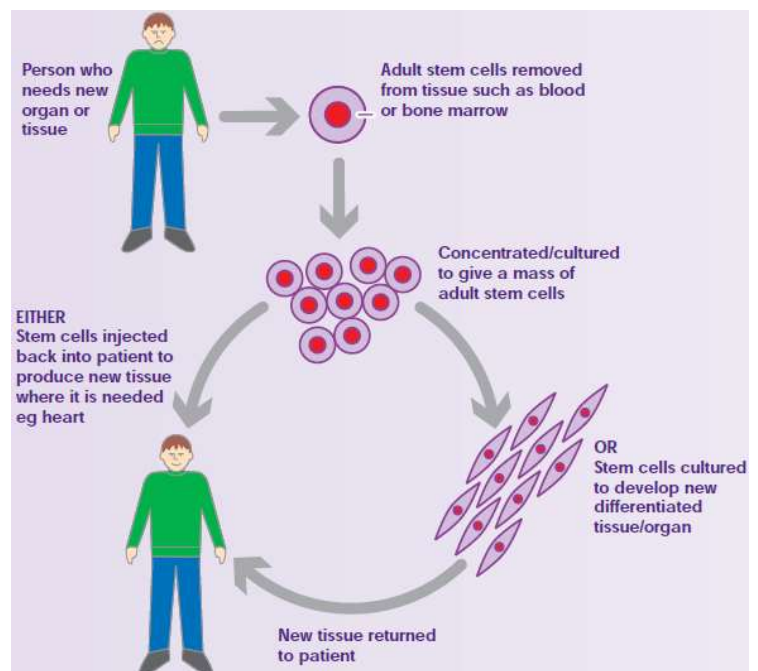 Person who
needs new
organ or
tissue
Adult stem cells removed
from tissue such as blood
or bone marrow
Concentrated/cultured
to give a mass of
adult stem cells
EITHER
Stem cells injected
back into patient to
produce new tissue
where it is needed
eg heart
OR
Stem cells cultured
to develop new
differentiated
tissue/organ
New tissue returned
to patient